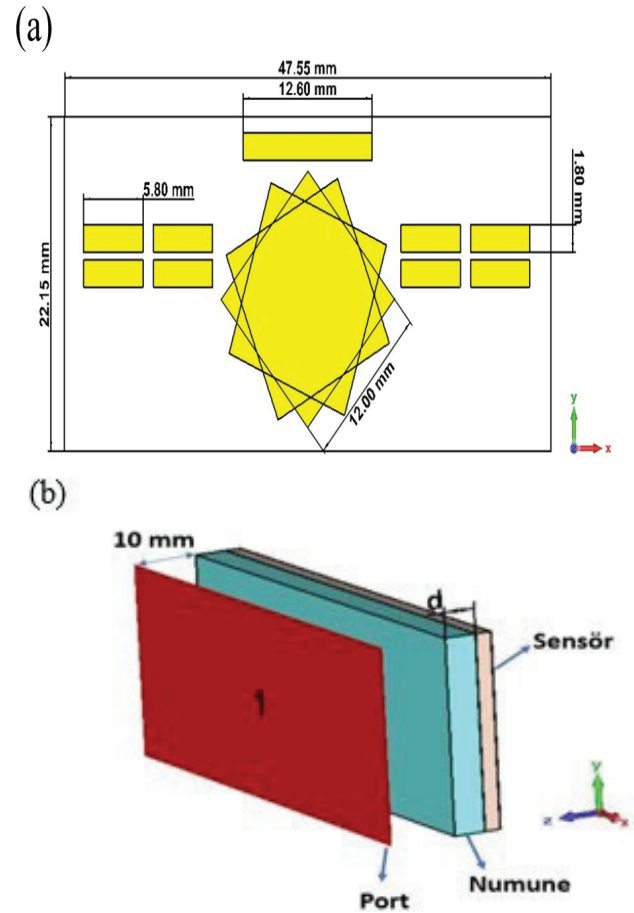 (a)
47.55 mm
12.60 mm
5.80 mm
1.80 mm
22.15 mm
12.00 mm
y
x
(b)
10 mm
d
Sensör
1
y
z
x
Numune
Port